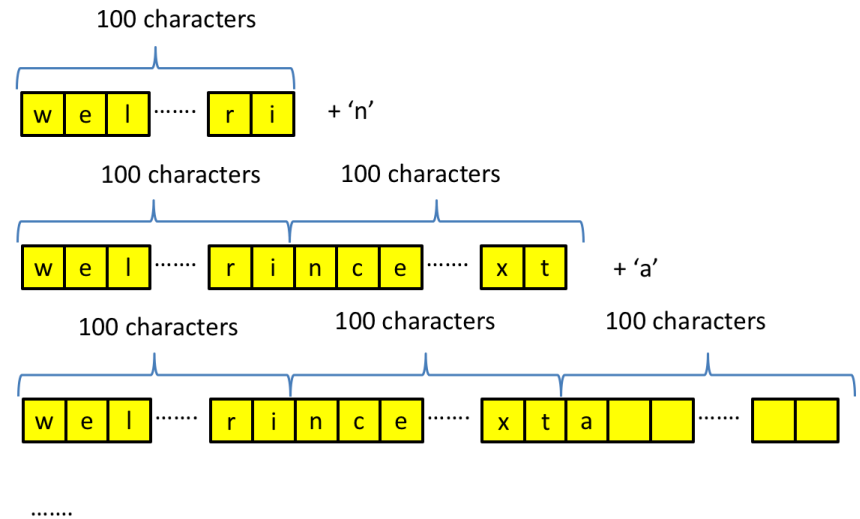 100 characters
w e l ....... r i + ‘n’
100 characters 100 characters
w e l ....... r i n c e ....... x t + ‘a’
100 characters 100 characters 100 characters
w e l ....... r i n c e ....... x t a .......
.......